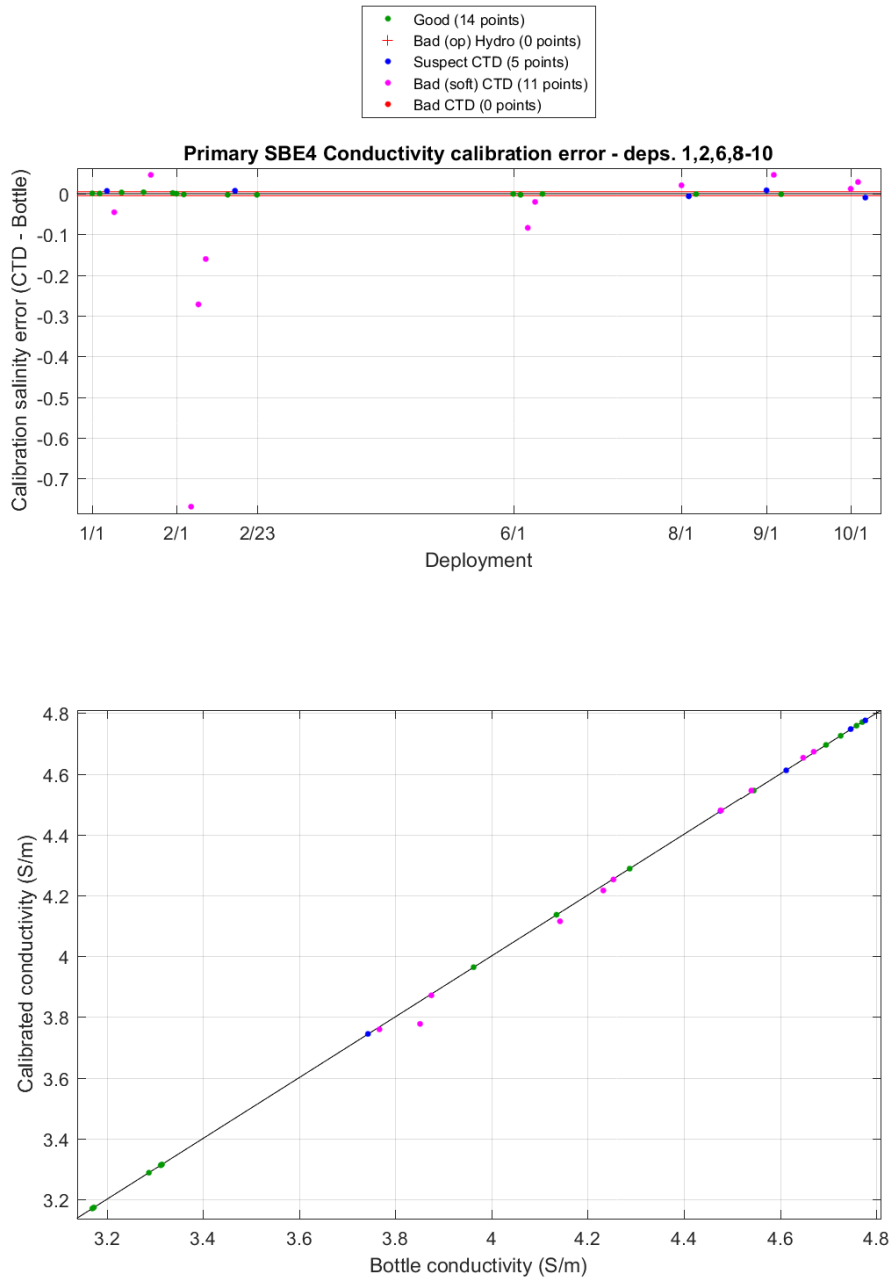 Good (14 points)
Bad (op) Hydro (0 points)
Suspect CTD (5 points)
Bad (soft) CTD (11 points)
Bad CTD (0 points)
Primary SBE4 Conductivity calibration error - deps. 1,2,6,8-10
Calibration salinity error (CTD - Bottle)
0
-0.1
-0.2
-0.3
-0.4
-0.5
-0.6
-0.7
1/1 2/1 2/23 6/1 8/1 9/1 10/1
Deployment
Calibrated conductivity (S/m)
4.8
4.6
4.4
4.2
4
3.8
3.6
3.4
3.2
3.2 3.4 3.6 3.8 4 4.2 4.4 4.6 4.8
Bottle conductivity (S/m)